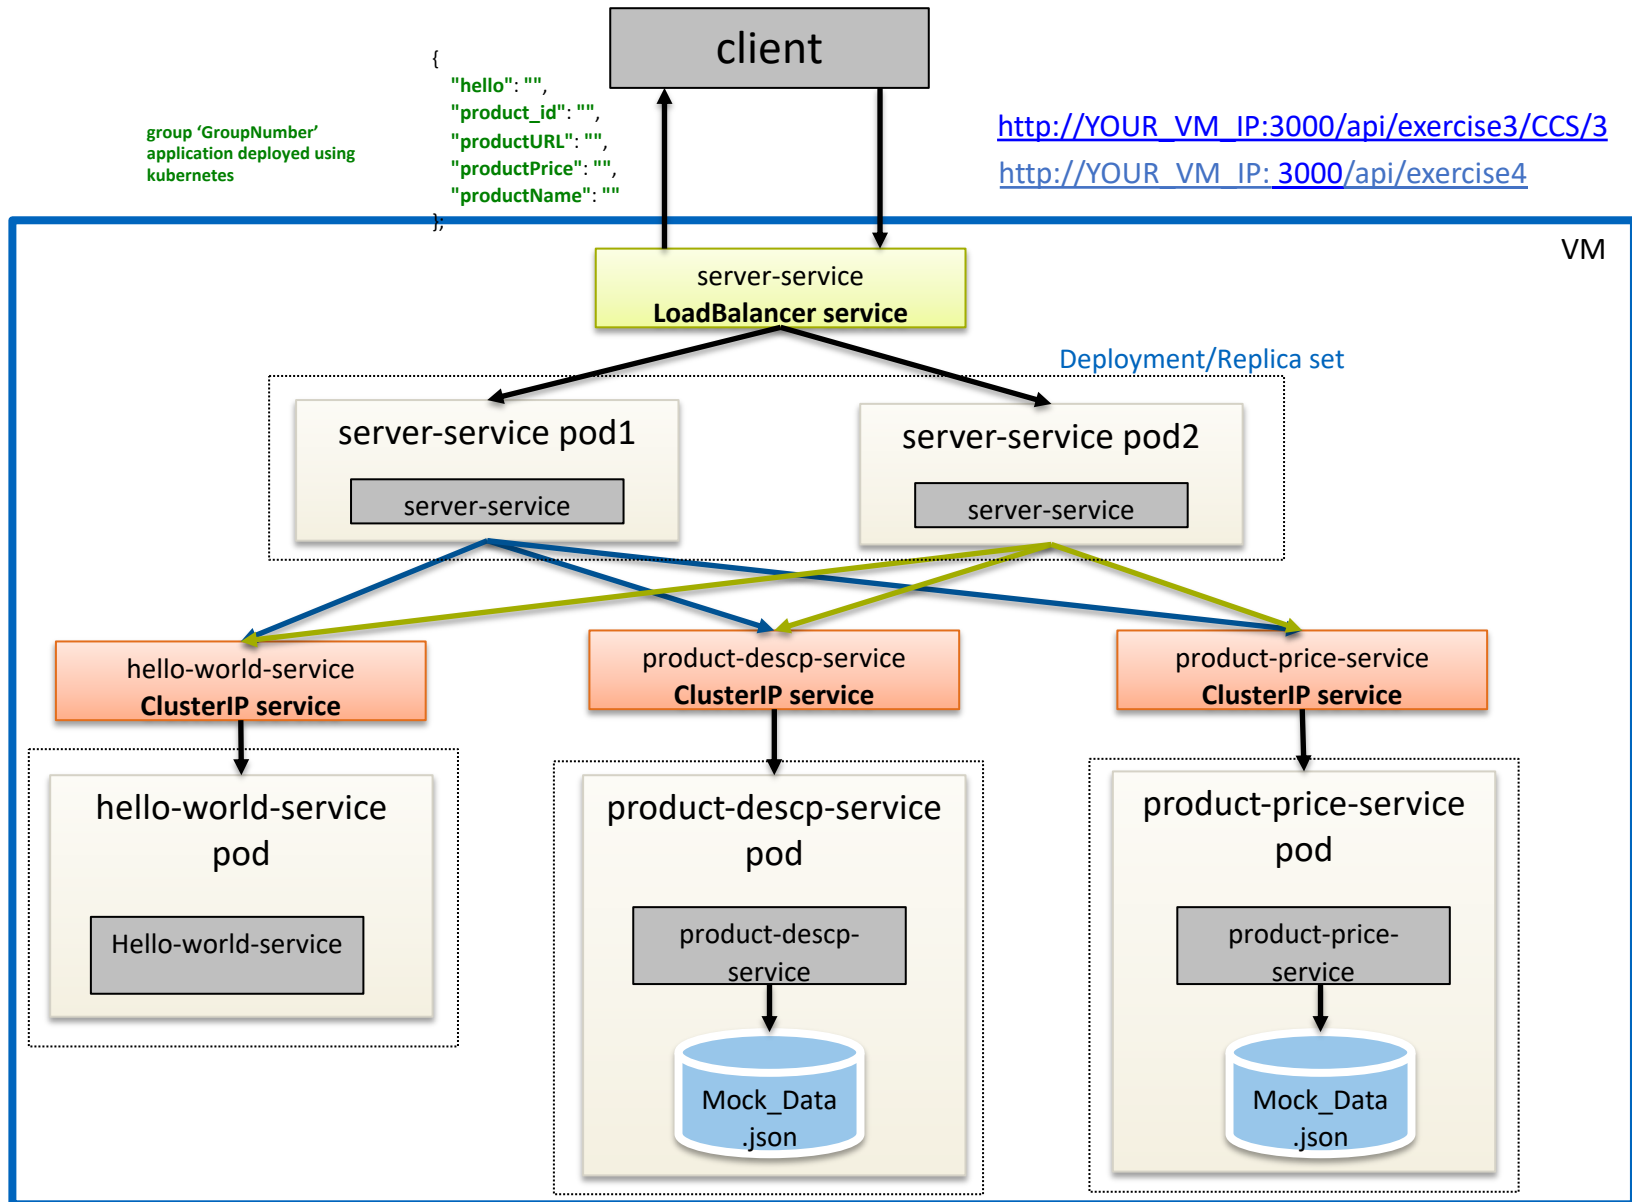 client
{
"hello": "",
"product_id": "",
"productURL": "",
"productPrice": "",
"productName": ""
};
group ‘GroupNumber’
application deployed using
kubernetes
http://YOUR_VM_IP:3000/api/exercise3/CCS/3
http://YOUR_VM_IP: 3000/api/exercise4
VM
server-service
LoadBalancer service
Deployment/Replica set
server-service pod1
server-service
server-service pod2
server-service
hello-world-service
ClusterIP service
product-descp-service
ClusterIP service
product-price-service
ClusterIP service
hello-world-service
pod
Hello-world-service
product-descp-service
pod
product-descp-
service
Mock_Data
.json
product-price-service
pod
product-price-
service
Mock_Data
.json